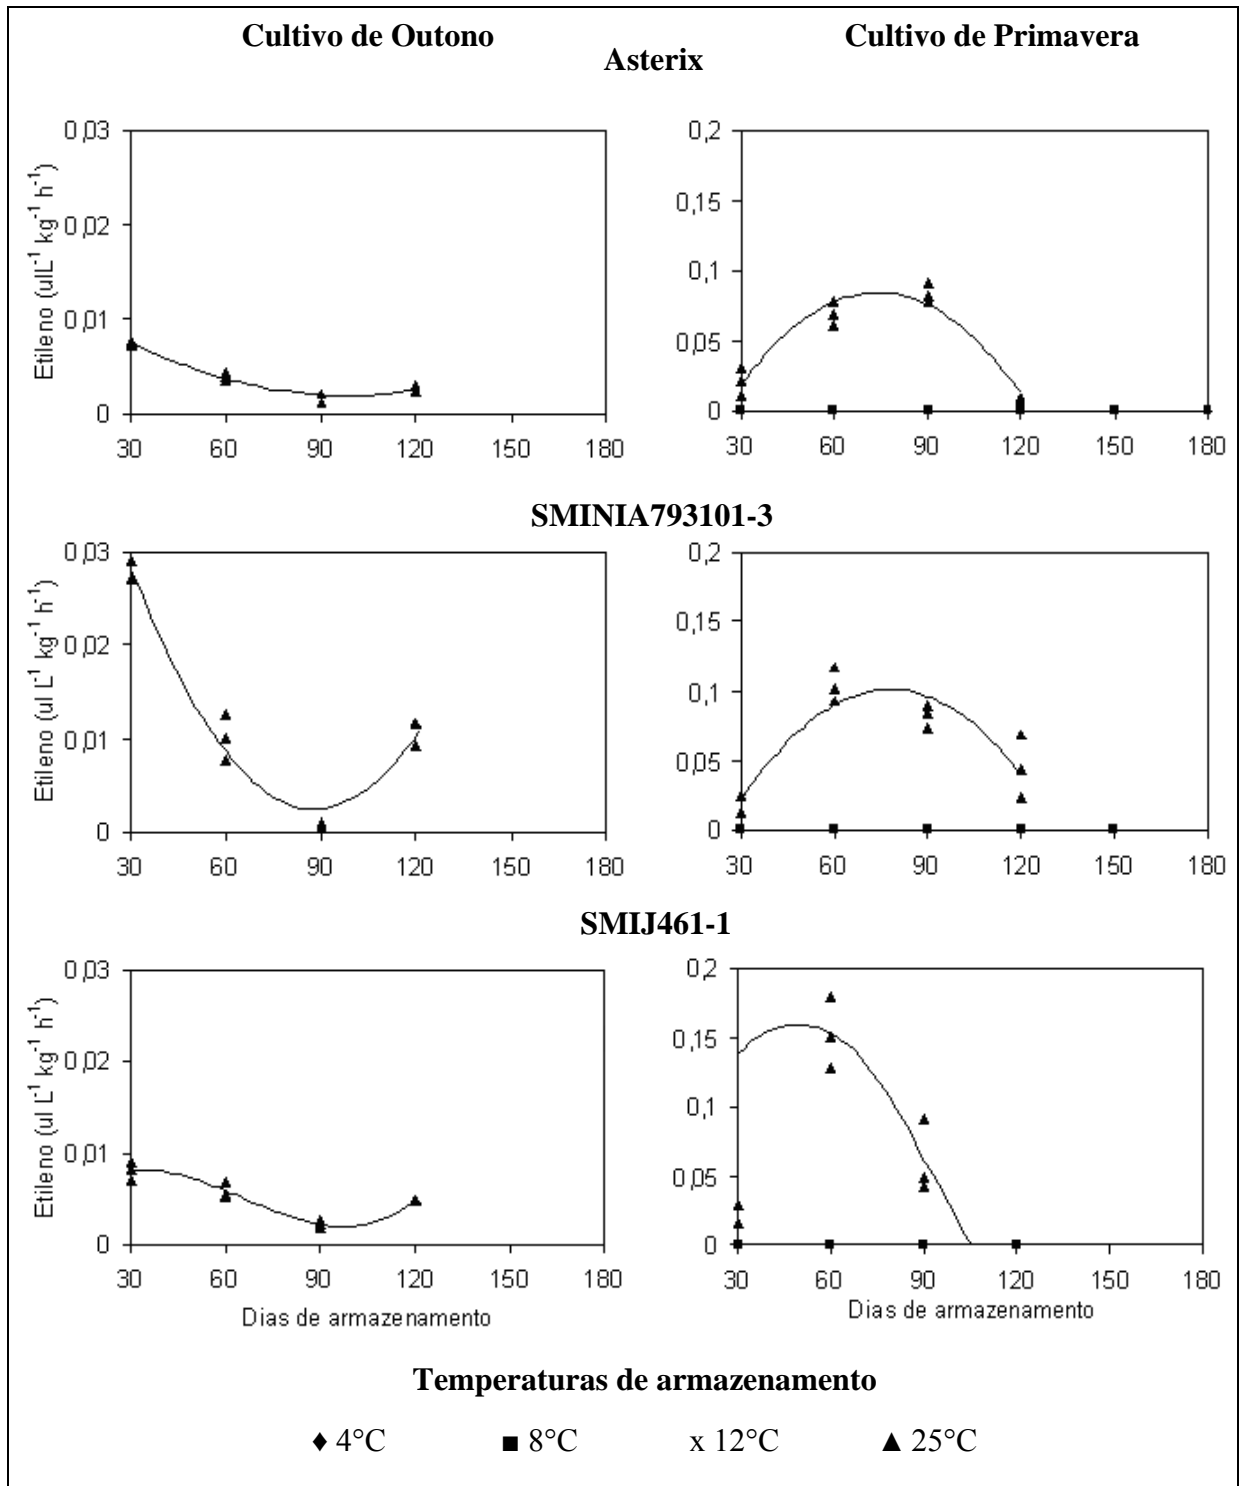 Cultivo de Outono
Cultivo de Primavera
Asterix
Etileno (ulL⁻¹ kg⁻¹ h⁻¹)
0,03
0,02
0,01
0
30 60 90 120 150 180
0,2
0,15
0,1
0,05
0
30 60 90 120 150 180
SMINIA793101-3
Etileno (ul L⁻¹ kg⁻¹ h⁻¹)
0,03
0,02
0,01
0
30 60 90 120 150 180
0,2
0,15
0,1
0,05
0
30 60 90 120 150 180
SMIJ461-1
Etileno (ul L⁻¹ kg⁻¹ h⁻¹)
0,03
0,02
0,01
0
30 60 90 120 150 180
Dias de armazenamento
0,2
0,15
0,1
0,05
0
30 60 90 120 150 180
Dias de armazenamento
Temperaturas de armazenamento
♦ 4°C ■ 8°C x 12°C ▲ 25°C